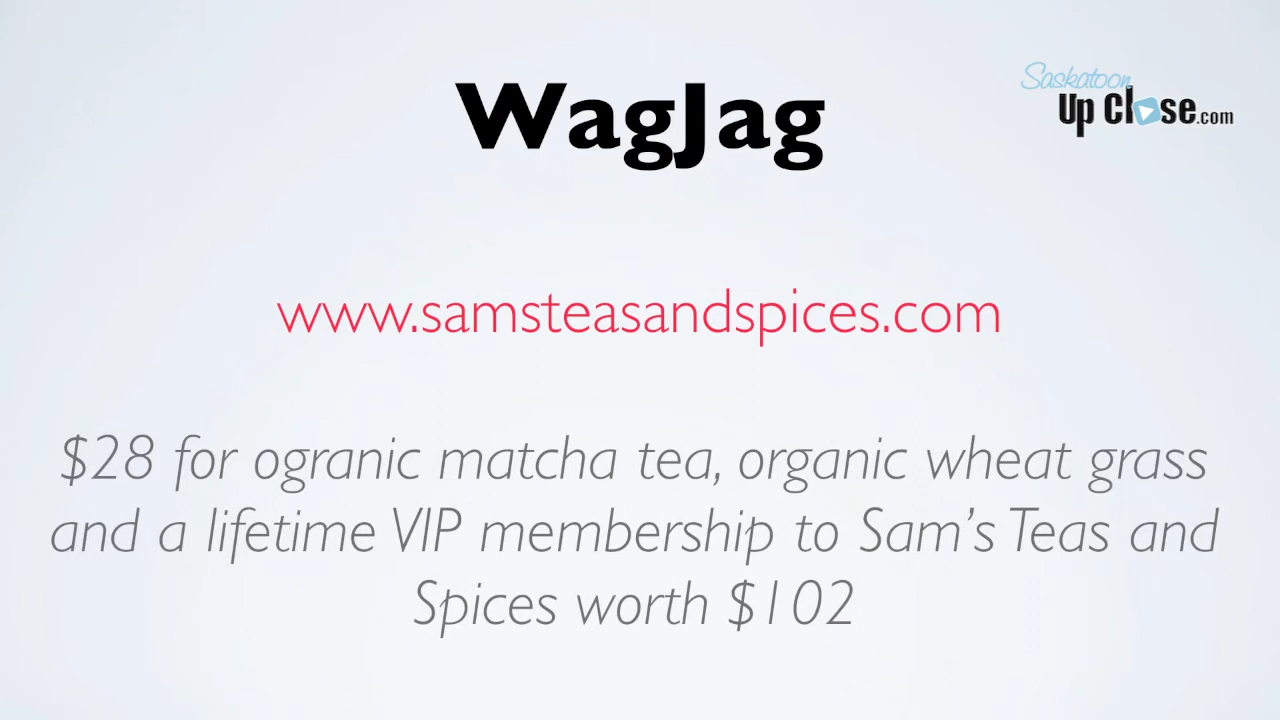 WagJag
Saskatoon
Up Close.com
www.samsteasandspices.com
$28 for ogranic matcha tea, organic wheat grass
and a lifetime VIP membership to Sam's Teas and
Spices worth $102